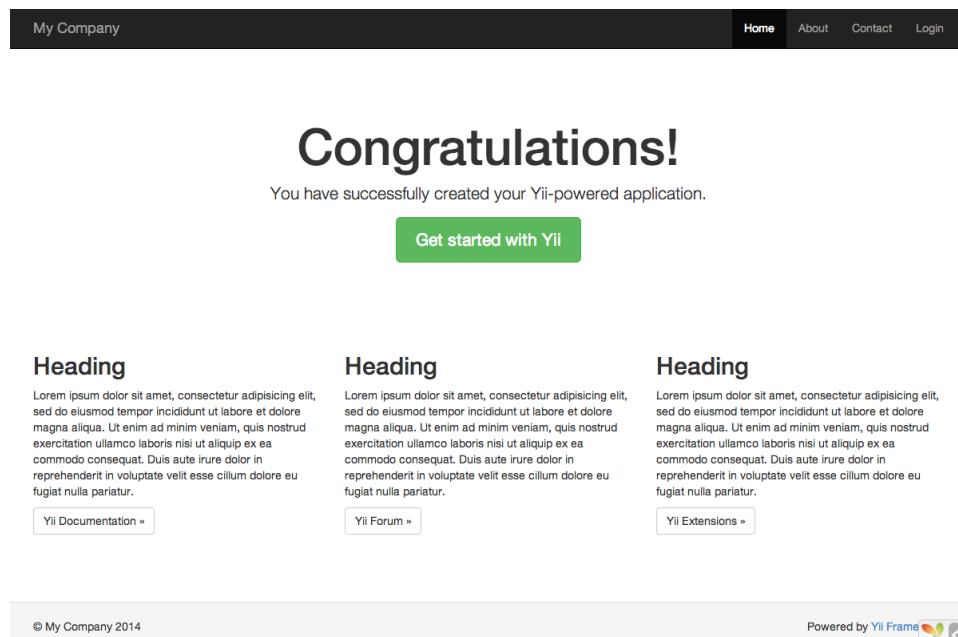 My Company
Home About Contact Login
Congratulations!
You have successfully created your Yii-powered application.
Get started with Yii
Heading
Lorem ipsum dolor sit amet, consectetur adipisicing elit,
sed do eiusmod tempor incididunt ut labore et dolore
magna aliqua. Ut enim ad minim veniam, quis nostrud
exercitation ullamco laboris nisi ut aliquip ex ea
commodo consequat. Duis aute irure dolor in
reprehenderit in voluptate velit esse cillum dolore eu
fugiat nulla pariatur.
Yii Documentation »
Heading
Lorem ipsum dolor sit amet, consectetur adipisicing elit,
sed do eiusmod tempor incididunt ut labore et dolore
magna aliqua. Ut enim ad minim veniam, quis nostrud
exercitation ullamco laboris nisi ut aliquip ex ea
commodo consequat. Duis aute irure dolor in
reprehenderit in voluptate velit esse cillum dolore eu
fugiat nulla pariatur.
Yii Forum »
Heading
Lorem ipsum dolor sit amet, consectetur adipisicing elit,
sed do eiusmod tempor incididunt ut labore et dolore
magna aliqua. Ut enim ad minim veniam, quis nostrud
exercitation ullamco laboris nisi ut aliquip ex ea
commodo consequat. Duis aute irure dolor in
reprehenderit in voluptate velit esse cillum dolore eu
fugiat nulla pariatur.
Yii Extensions »
© My Company 2014
Powered by Yii Frame